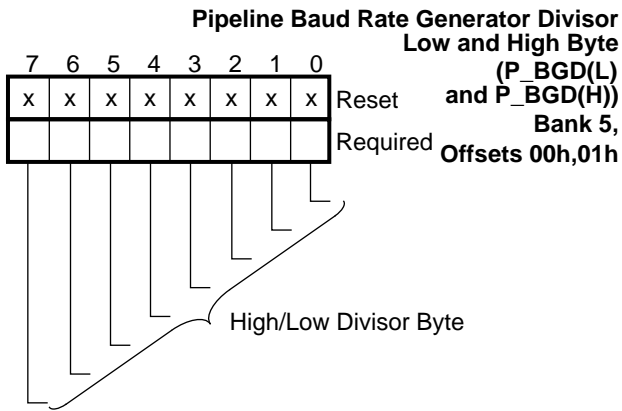 Pipeline Baud Rate Generator Divisor
Low and High Byte
(P_BGD(L)
and P_BGD(H))
Bank 5,
Offsets 00h,01h
7 6 5 4 3 2 1 0
x x x x x x x x Reset
Required
High/Low Divisor Byte